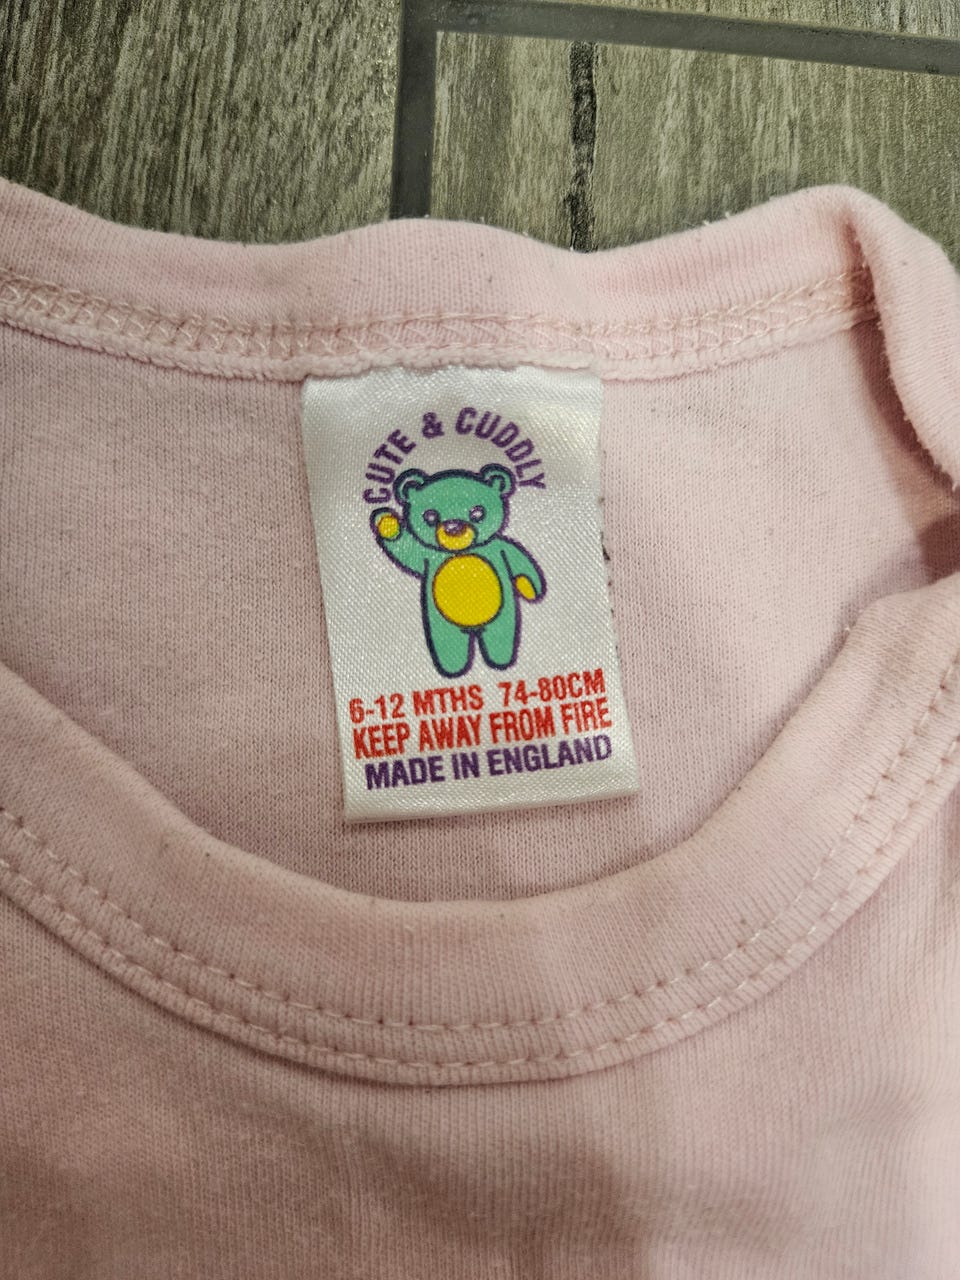 CUTE & CUDDLY
6-12 MTHS 74-80CM
KEEP AWAY FROM FIRE
MADE IN ENGLAND